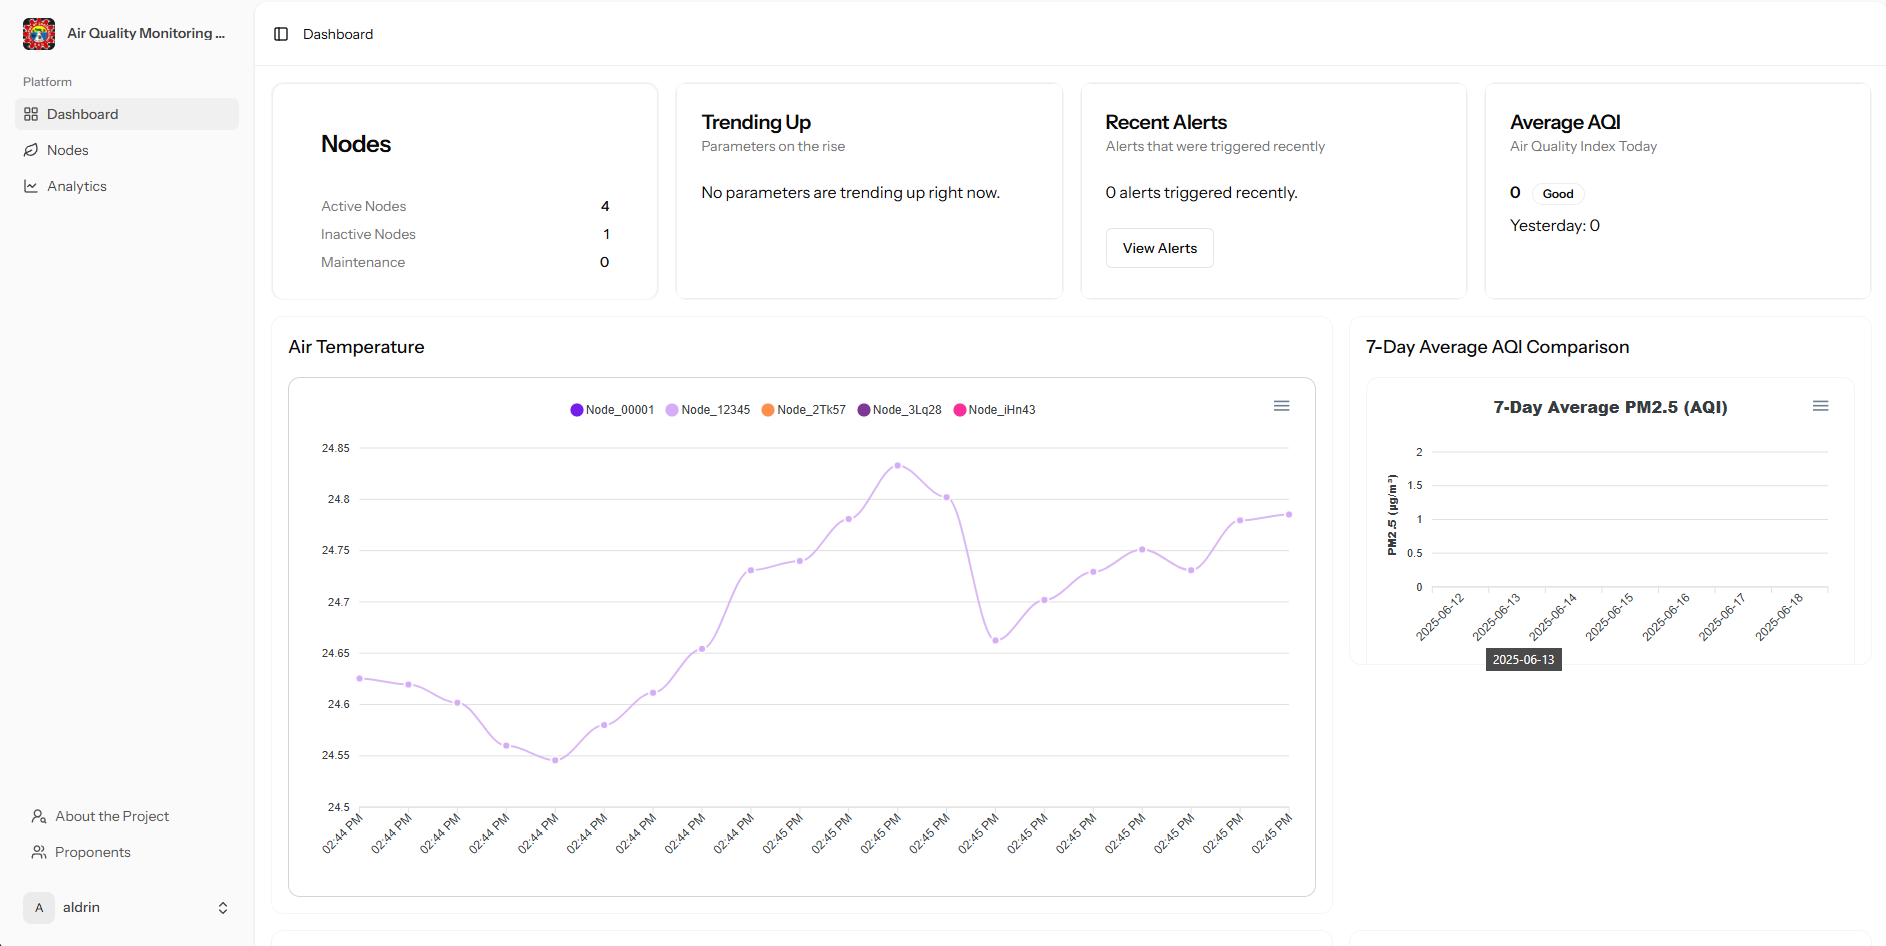 Air Quality Monitoring ...
Platform
Dashboard
Nodes
Analytics
About the Project
Proponents
A
aldrin
Dashboard
Nodes
Active Nodes 4
Inactive Nodes 1
Maintenance 0
Trending Up
Parameters on the rise
No parameters are trending up right now.
Recent Alerts
Alerts that were triggered recently
0 alerts triggered recently.
View Alerts
Average AQI
Air Quality Index Today
0 Good
Yesterday: 0
Air Temperature
Node_00001 Node_12345 Node_2Tk57 Node_3Lq28 Node_iHn43
24.85
24.8
24.75
24.7
24.65
24.6
24.55
24.5
02:44 PM 02:44 PM 02:44 PM 02:44 PM 02:44 PM 02:44 PM 02:44 PM 02:44 PM 02:44 PM 02:45 PM 02:45 PM 02:45 PM 02:45 PM 02:45 PM 02:45 PM 02:45 PM 02:45 PM 02:45 PM 02:45 PM 02:45 PM
7-Day Average AQI Comparison
7-Day Average PM2.5 (AQI)
PM2.5 (µg/m³)
2
1.5
1
0.5
0
2025-06-12 2025-06-13 2025-06-14 2025-06-15 2025-06-16 2025-06-17 2025-06-18
2025-06-13